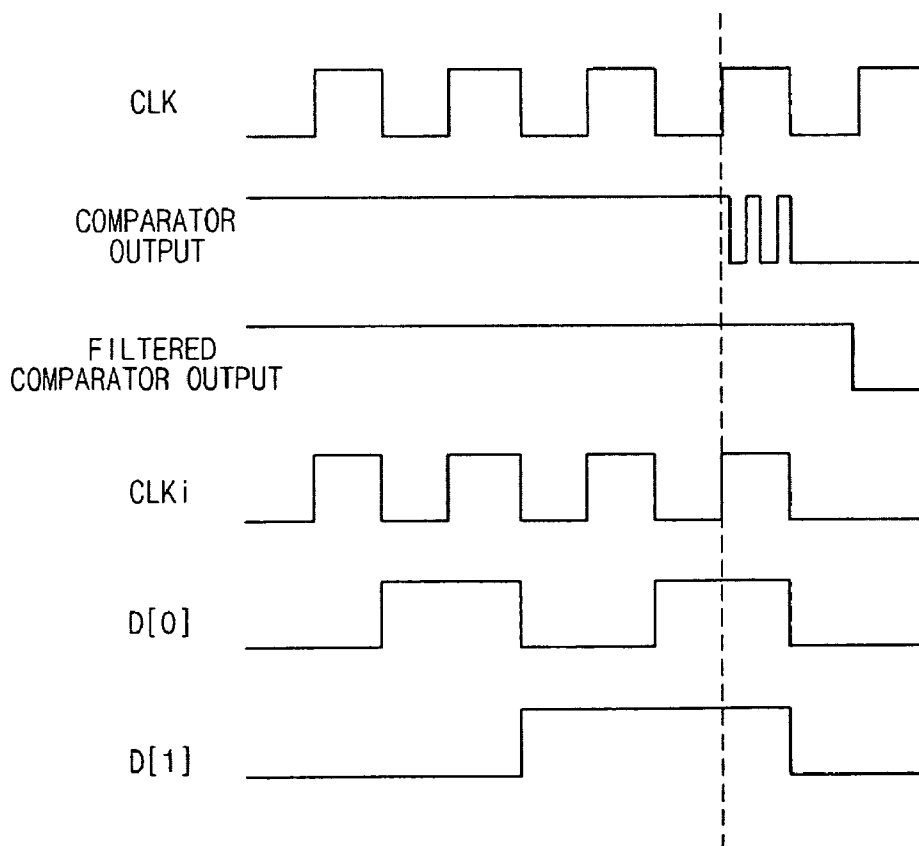 CLK
COMPARATOR
OUTPUT
FILTERED
COMPARATOR OUTPUT
CLKi
D[0]
D[1]